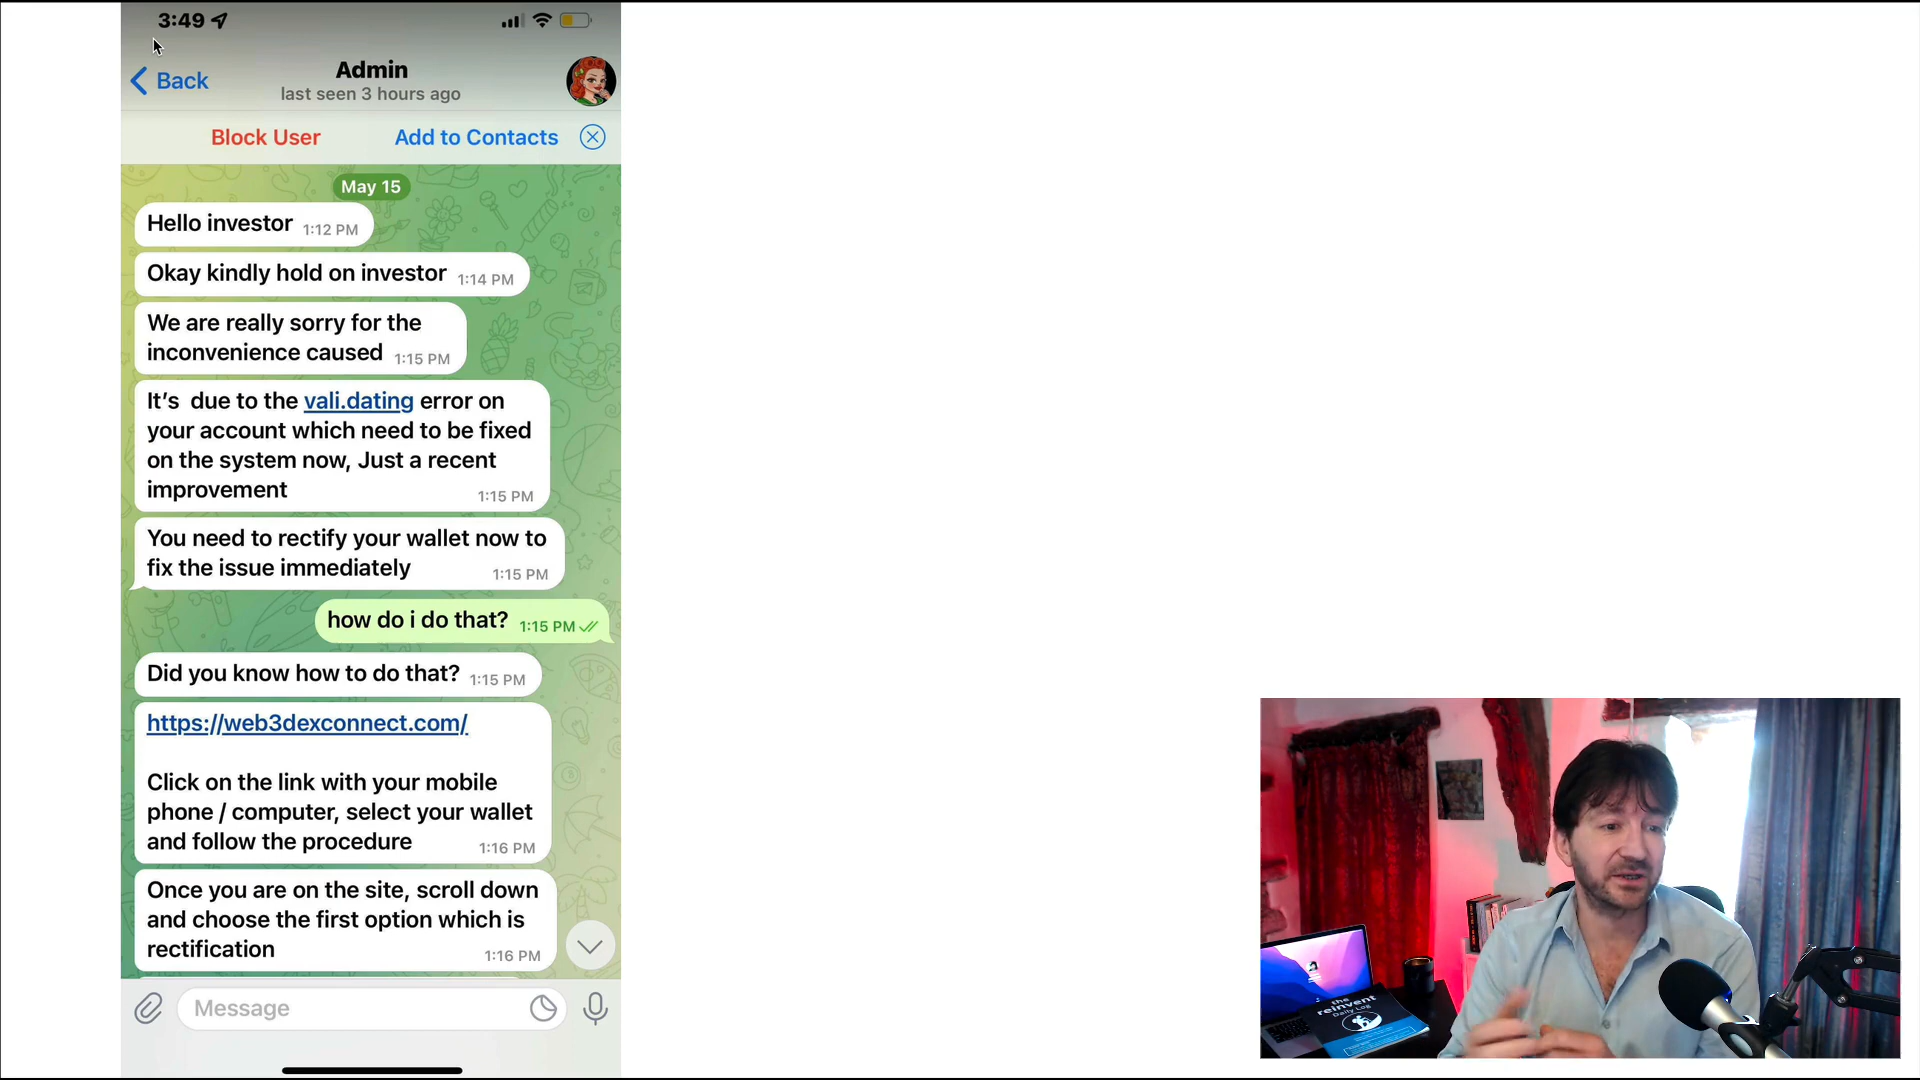 3:49
Back
Admin
last seen 3 hours ago
Block User
Add to Contacts
May 15
Hello investor 1:12 PM
Okay kindly hold on investor 1:14 PM
We are really sorry for the
inconvenience caused 1:15 PM
It's  due to the vali.dating error on
your account which need to be fixed
on the system now, Just a recent
improvement 1:15 PM
You need to rectify your wallet now to
fix the issue immediately 1:15 PM
how do i do that? 1:15 PM
Did you know how to do that? 1:15 PM
https://web3dexconnect.com/
Click on the link with your mobile
phone / computer, select your wallet
and follow the procedure 1:16 PM
Once you are on the site, scroll down
and choose the first option which is
rectification 1:16 PM
Message
the
reinvent
Daily Log